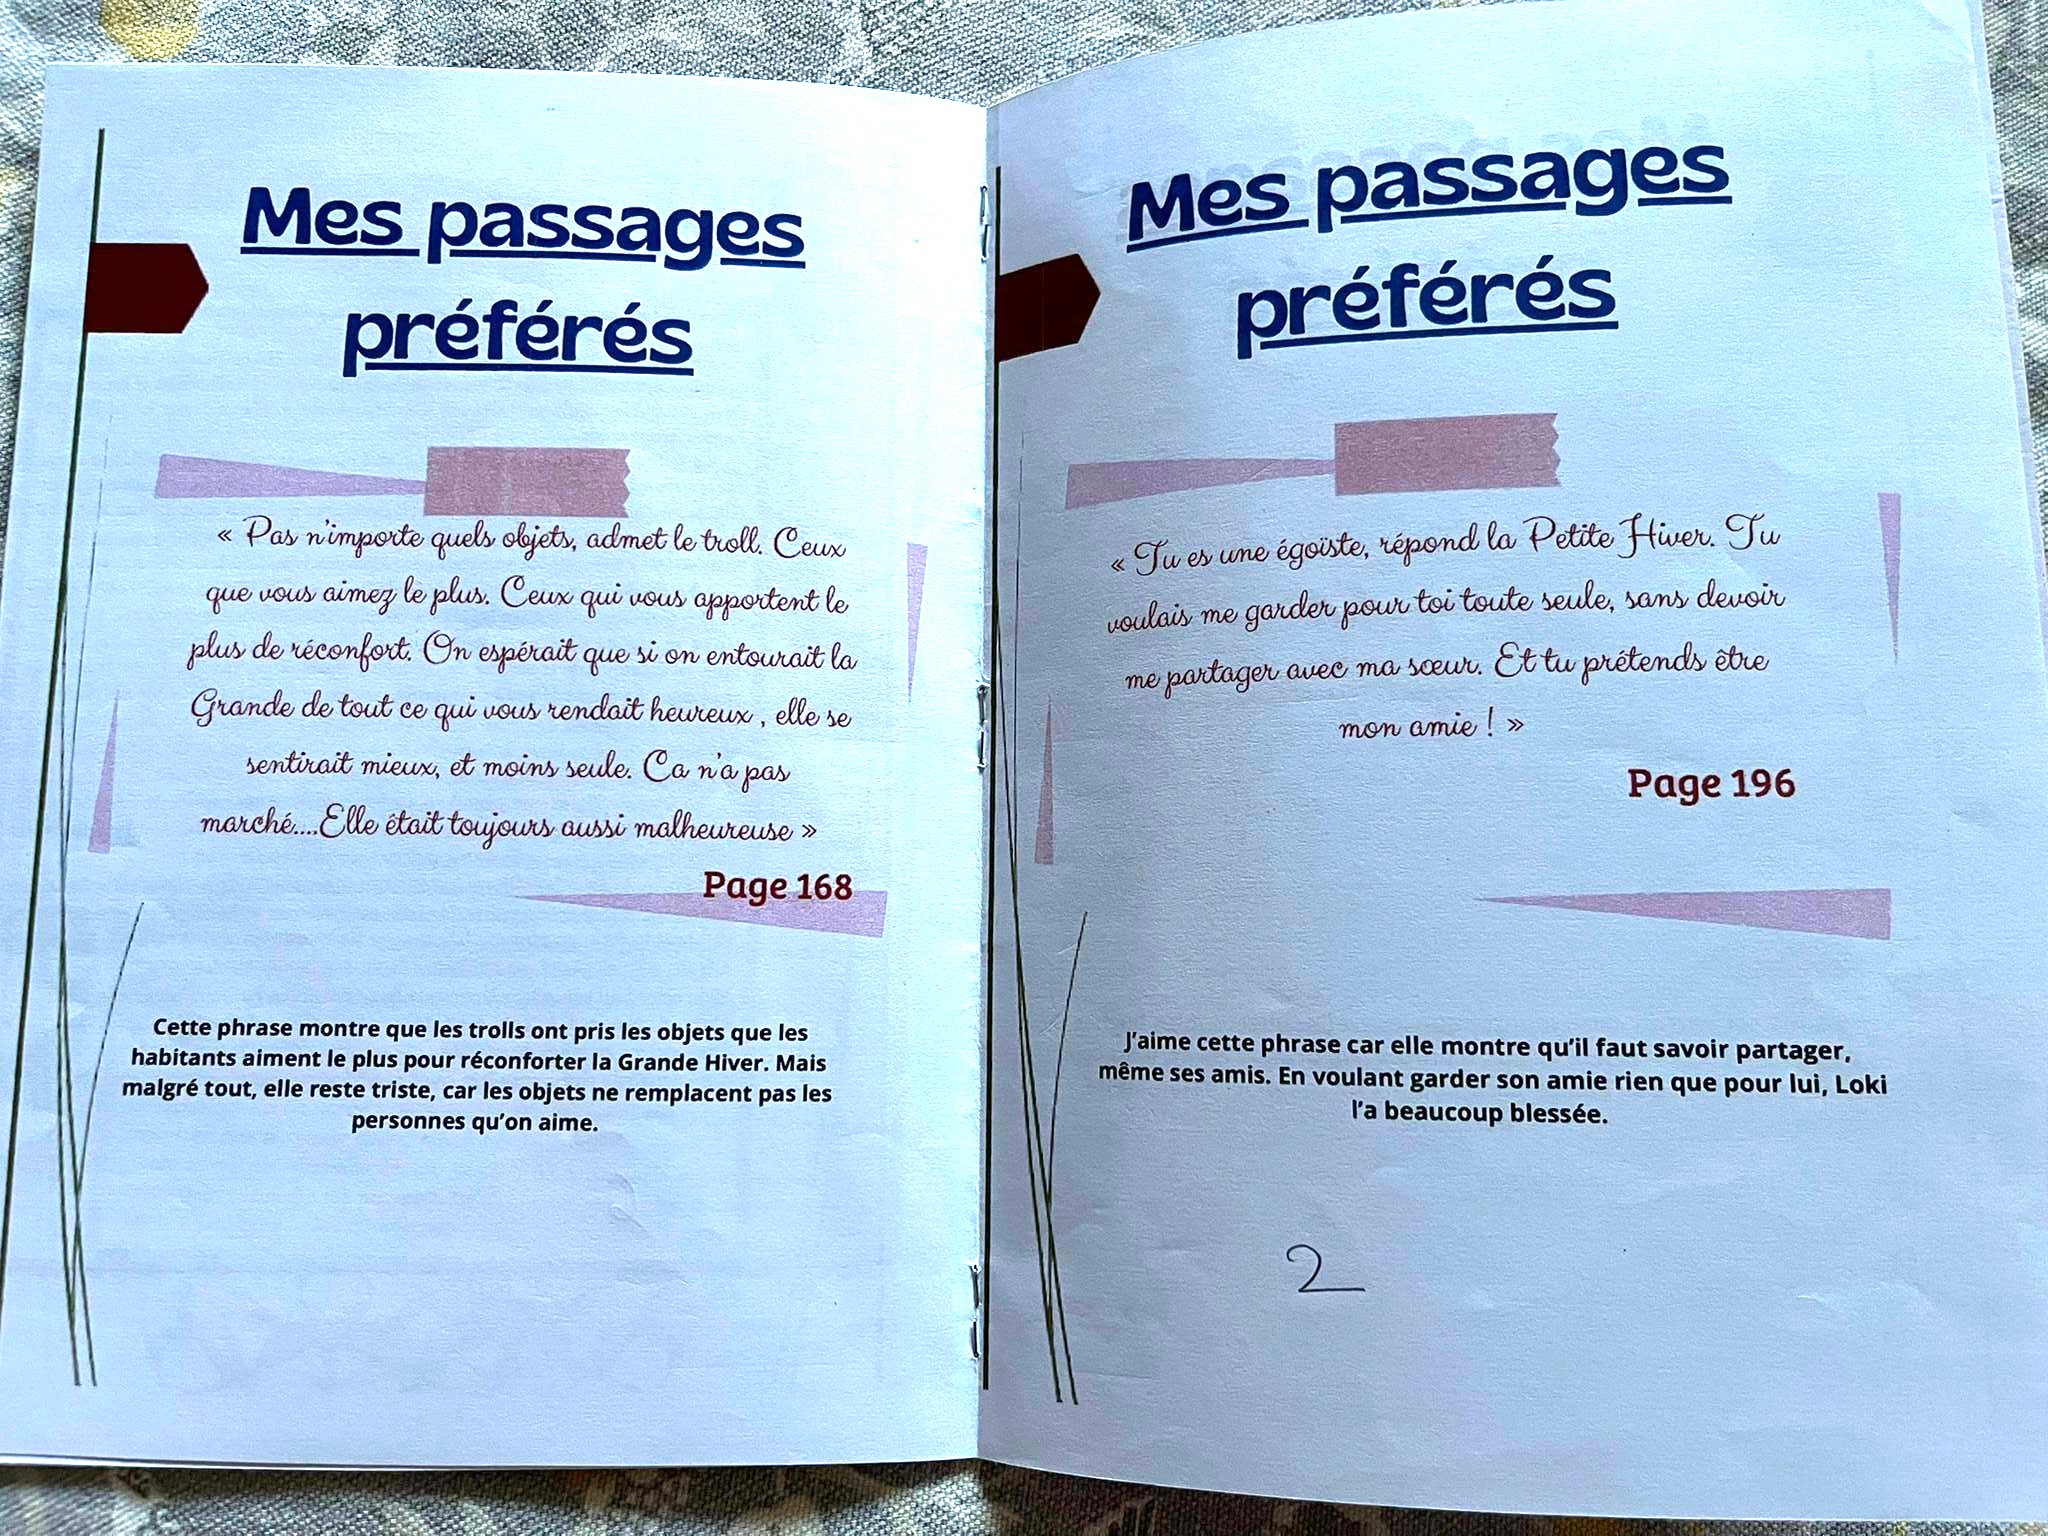 Mes passages
préférés
« Pas n'importe quels objets, admet le troll. Ceux
que vous aimez le plus. Ceux qui vous apportent le
plus de réconfort. On espérait que si on entourait la
Grande de tout ce qui vous rendait heureux , elle se
sentirait mieux, et moins seule. Ca n'a pas
marché....Elle était toujours aussi malheureuse »
Page 168
Cette phrase montre que les trolls ont pris les objets que les
habitants aiment le plus pour réconforter la Grande Hiver. Mais
malgré tout, elle reste triste, car les objets ne remplacent pas les
personnes qu'on aime.
Mes passages
préférés
« Tu es une égoïste, répond la Petite Hiver. Tu
voulais me garder pour toi toute seule, sans devoir
me partager avec ma sœur. Et tu prétends être
mon amie ! »
Page 196
J'aime cette phrase car elle montre qu'il faut savoir partager,
même ses amis. En voulant garder son amie rien que pour lui, Loki
l'a beaucoup blessée.
2